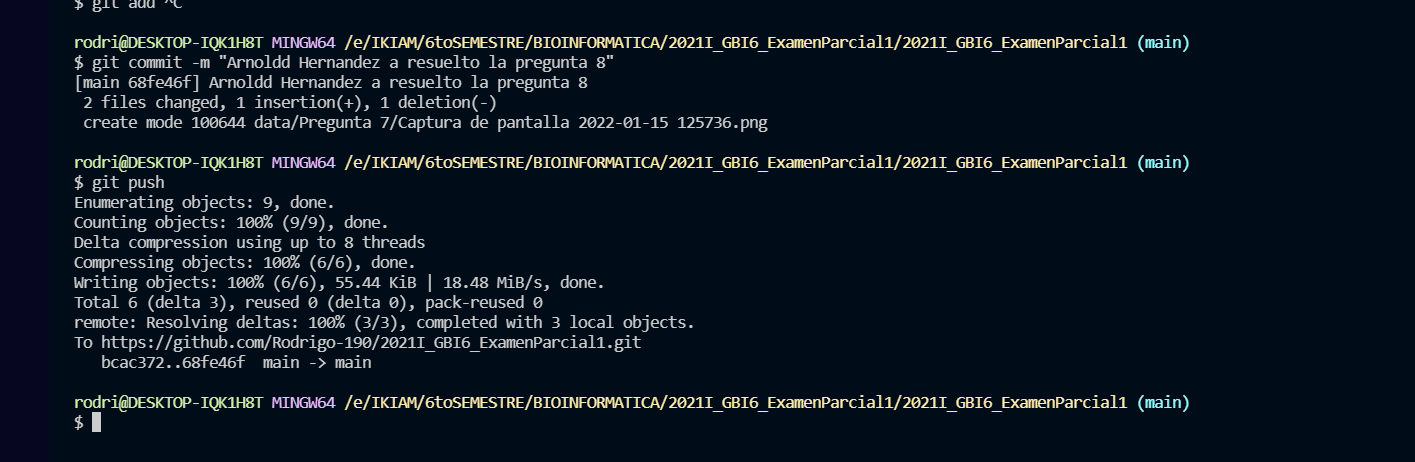 $ git add ^C
rodri@DESKTOP-IQK1H8T MINGW64 /e/IKIAM/6toSEMESTRE/BIOINFORMATICA/2021I_GBI6_ExamenParcial1/2021I_GBI6_ExamenParcial1 (main)
$ git commit -m "Arnoldd Hernandez a resuelto la pregunta 8"
[main 68fe46f] Arnoldd Hernandez a resuelto la pregunta 8
 2 files changed, 1 insertion(+), 1 deletion(-)
 create mode 100644 data/Pregunta 7/Captura de pantalla 2022-01-15 125736.png
rodri@DESKTOP-IQK1H8T MINGW64 /e/IKIAM/6toSEMESTRE/BIOINFORMATICA/2021I_GBI6_ExamenParcial1/2021I_GBI6_ExamenParcial1 (main)
$ git push
Enumerating objects: 9, done.
Counting objects: 100% (9/9), done.
Delta compression using up to 8 threads
Compressing objects: 100% (6/6), done.
Writing objects: 100% (6/6), 55.44 KiB | 18.48 MiB/s, done.
Total 6 (delta 3), reused 0 (delta 0), pack-reused 0
remote: Resolving deltas: 100% (3/3), completed with 3 local objects.
To https://github.com/Rodrigo-190/2021I_GBI6_ExamenParcial1.git
   bcac372..68fe46f  main -> main
rodri@DESKTOP-IQK1H8T MINGW64 /e/IKIAM/6toSEMESTRE/BIOINFORMATICA/2021I_GBI6_ExamenParcial1/2021I_GBI6_ExamenParcial1 (main)
$